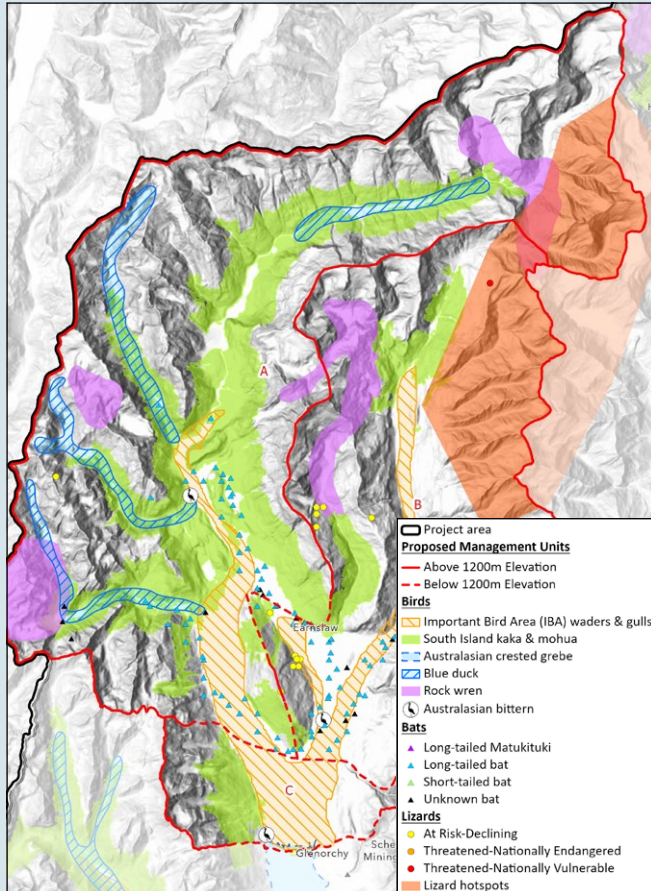 A
B
Earnslaw
C
Glenorchy
Sche
Mining
Project area
Proposed Management Units
Above 1200m Elevation
Below 1200m Elevation
Birds
Important Bird Area (IBA) waders & gulls
South Island kaka & mohua
Australasian crested grebe
Blue duck
Rock wren
Australasian bittern
Bats
Long-tailed Matukituki
Long-tailed bat
Short-tailed bat
Unknown bat
Lizards
At Risk-Declining
Threatened-Nationally Endangered
Threatened-Nationally Vulnerable
Lizard hotspots